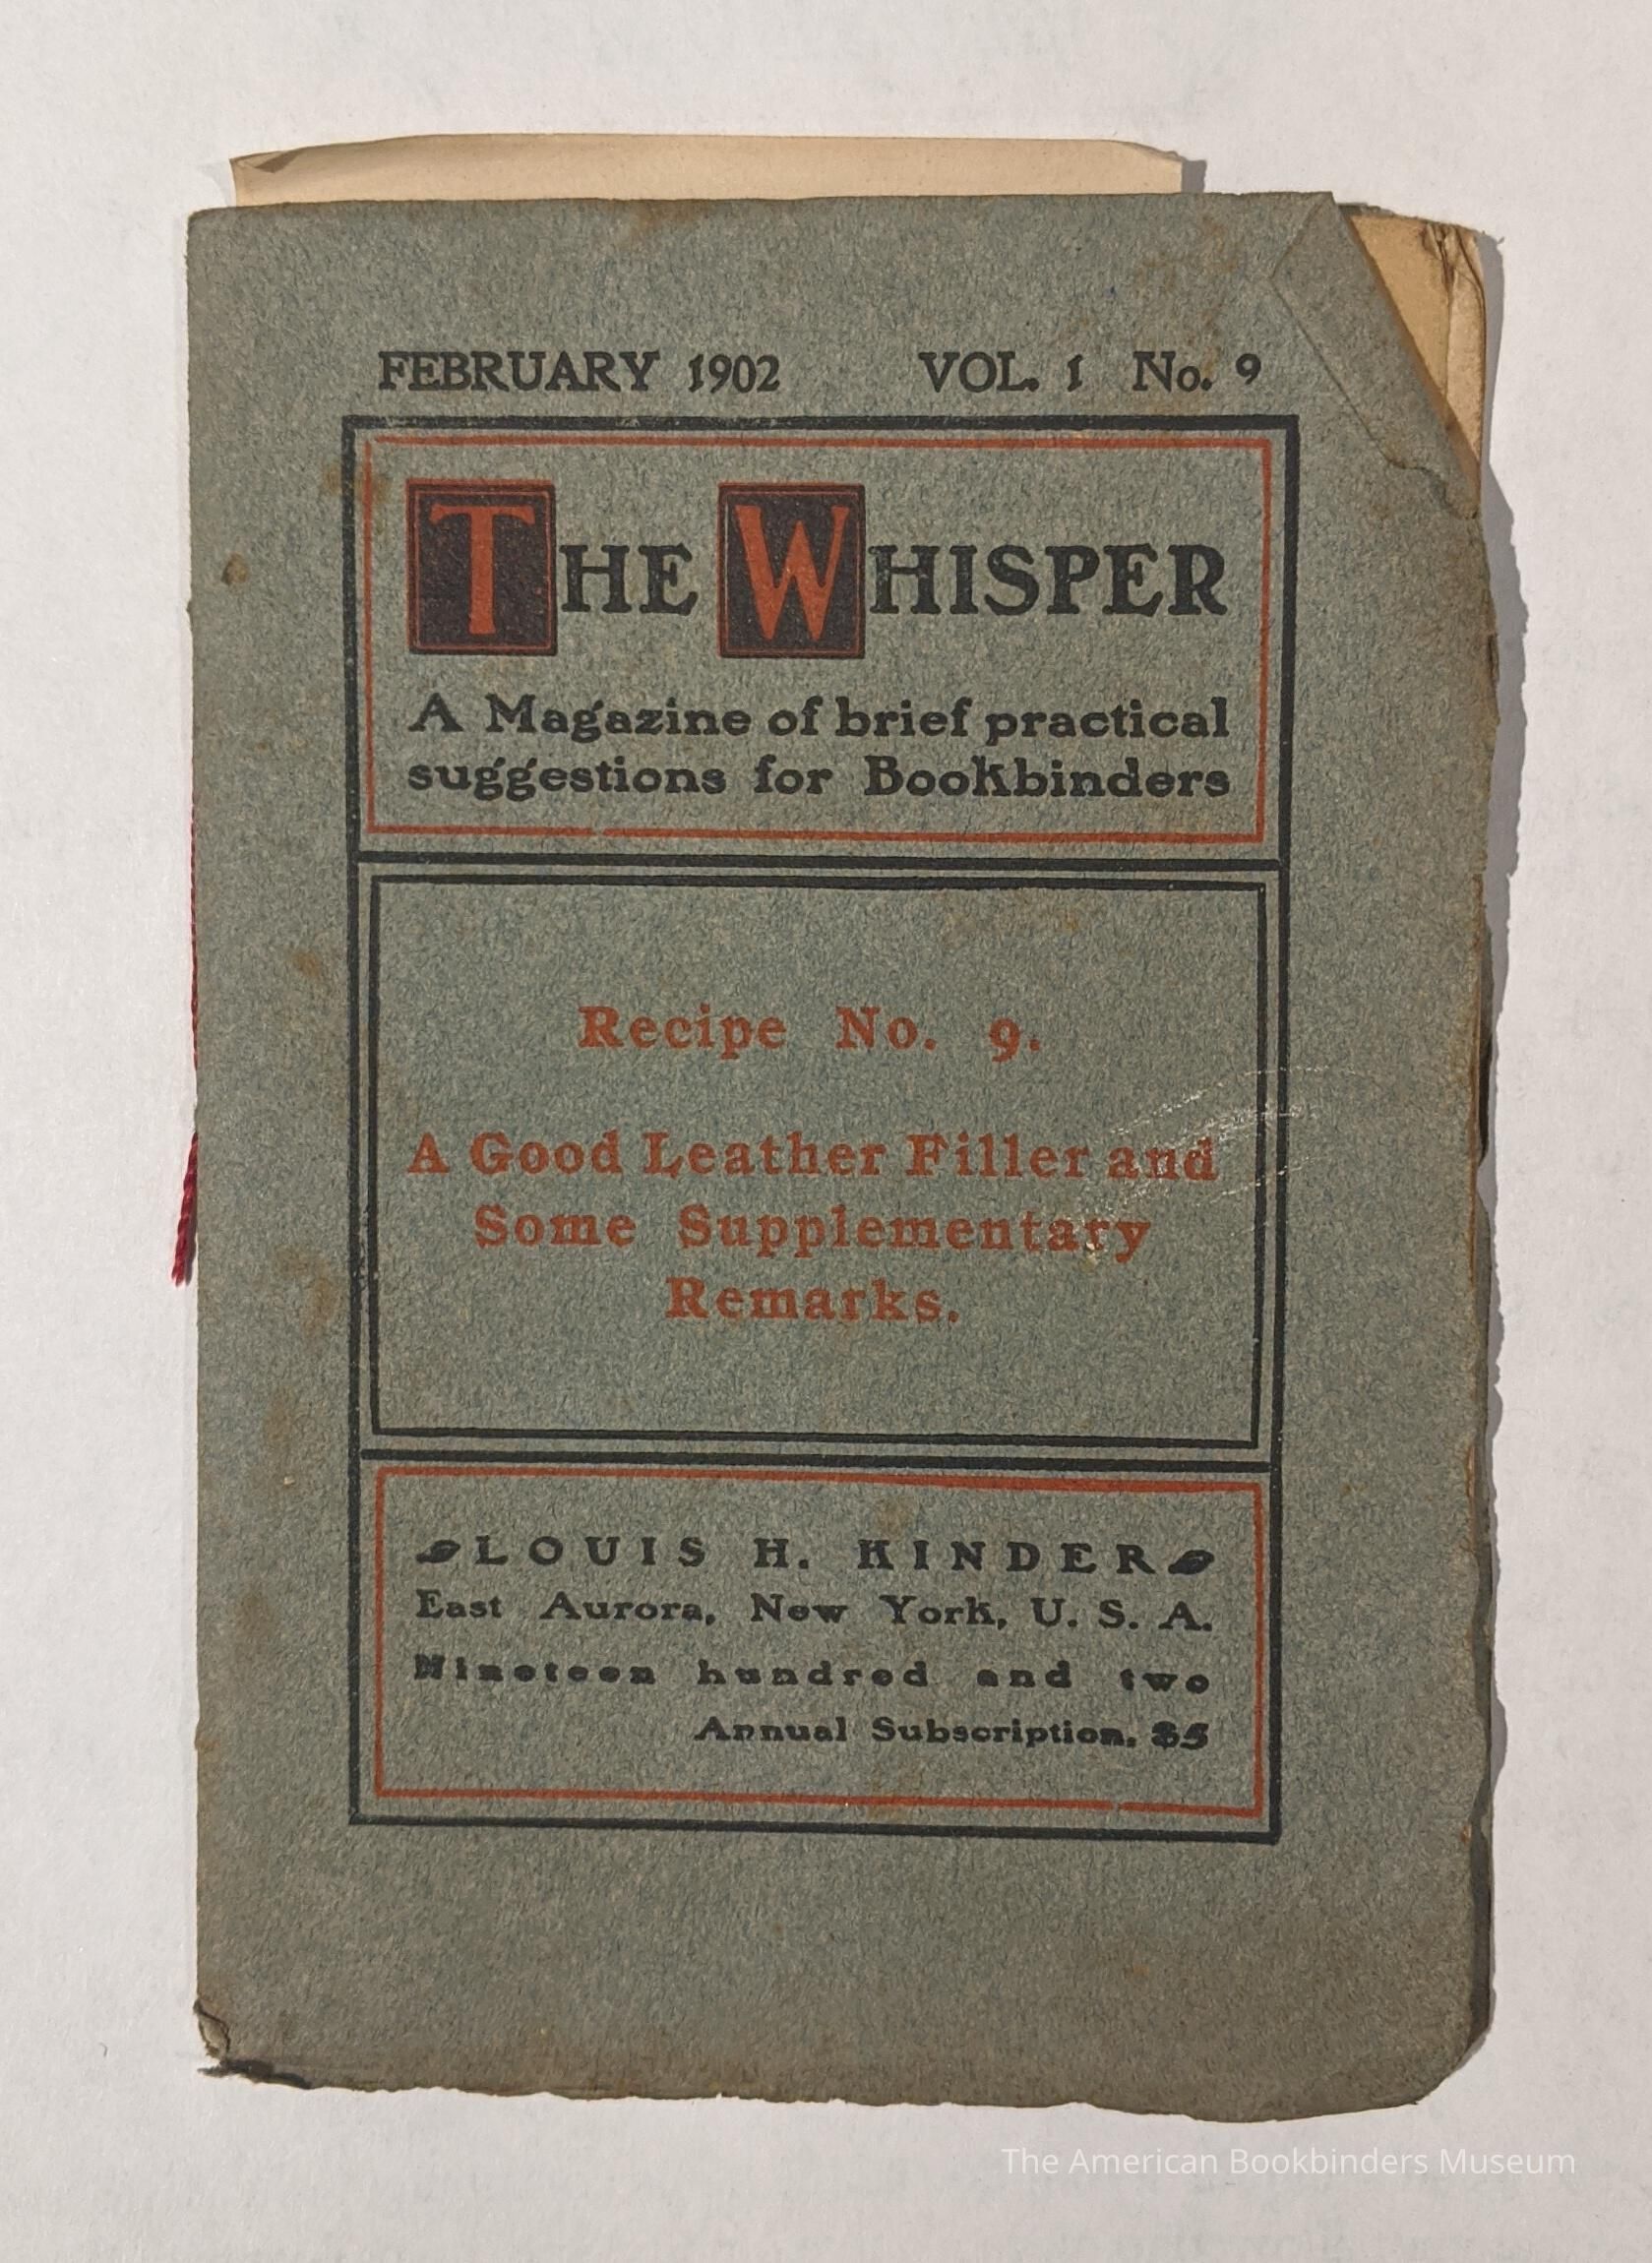 FEBRUARY 1902 VOL. 1 No. 9
THE WHISPER
A Magazine of brief practical
suggestions for Bookbinders
Recipe No. 9.
A Good Leather Filler and
Some Supplementary
Remarks.
LOUIS H. KINDER
East Aurora, New York, U. S. A.
Nineteen hundred and two
Annual Subscription, $5
The American Bookbinders Museum